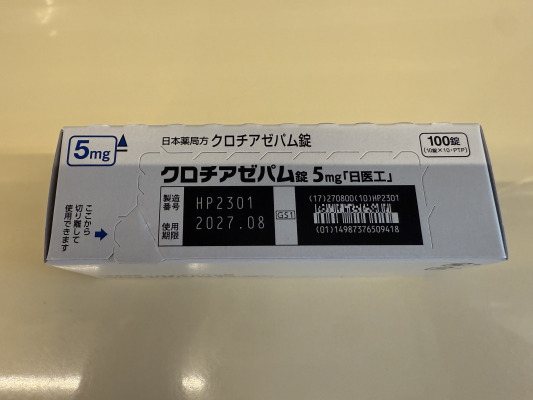 5mg
日本薬局方 クロチアゼパム錠
100錠
(10錠×10・PTP)
クロチアゼパム錠 5mg「日医工」
製造番号 HP2301
使用期限 2027.08
GS1
(17)270800(10)HP2301
(01)14987376509418
ここから
切り離して
使用できます